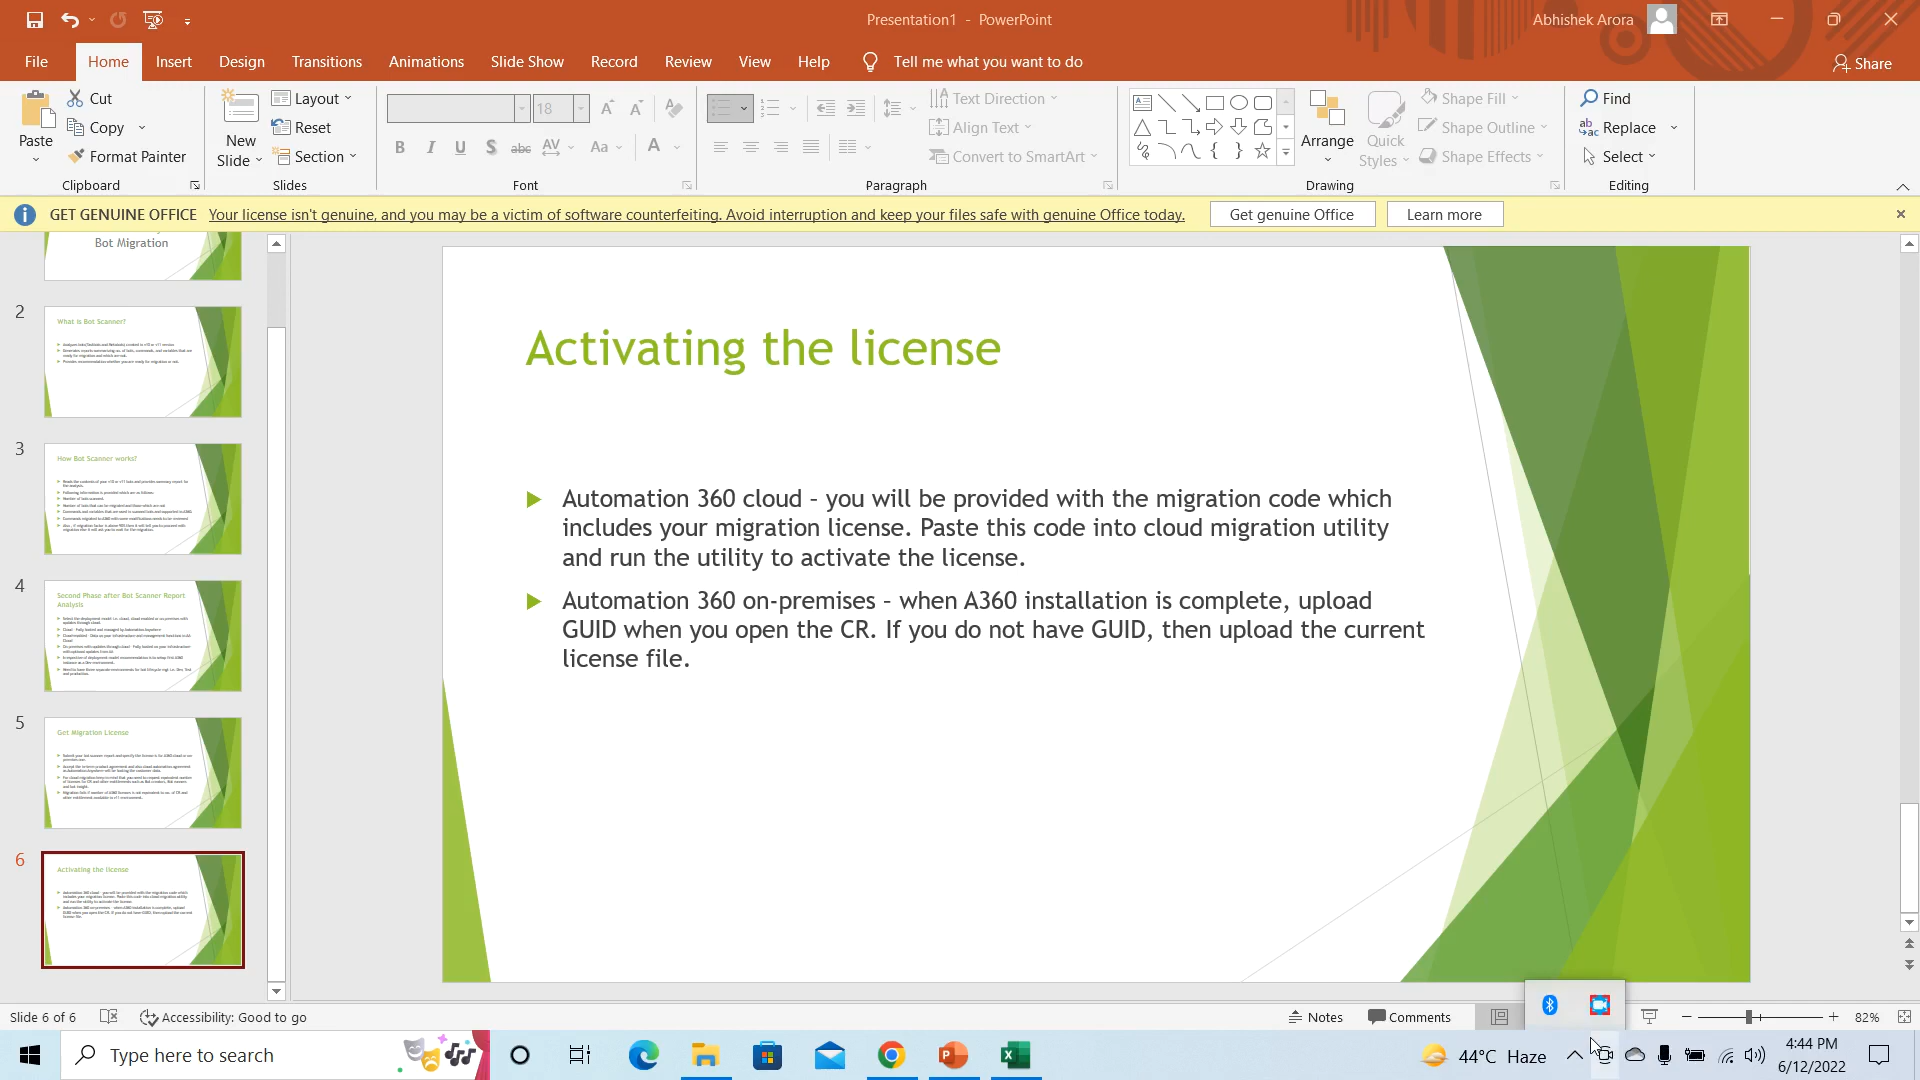 Presentation1 - PowerPoint
Abhishek Arora
File Home Insert Design Transitions Animations Slide Show Record Review View Help Tell me what you want to do
Share
Paste
Cut
Copy
Format Painter
Clipboard
New Slide
Layout
Reset
Section
Slides
18
B I U S abc AV Aa A
Font
Text Direction
Align Text
Convert to SmartArt
Paragraph
Arrange
Quick Styles
Shape Fill
Shape Outline
Shape Effects
Drawing
Find
Replace
Select
Editing
GET GENUINE OFFICE Your license isn't genuine, and you may be a victim of software counterfeiting. Avoid interruption and keep your files safe with genuine Office today. Get genuine Office Learn more
Bot Migration
2
What is Bot Scanner?
3
How Bot Scanner works?
4
Second Phase after Bot Scanner Report
Analysis
5
Get Migration License
6
Activating the license
Activating the license
Automation 360 cloud – you will be provided with the migration code which
includes your migration license. Paste this code into cloud migration utility
and run the utility to activate the license.
Automation 360 on-premises – when A360 installation is complete, upload
GUID when you open the CR. If you do not have GUID, then upload the current
license file.
Slide 6 of 6 Accessibility: Good to go Notes Comments 82%
Type here to search
44°C Haze
4:44 PM
6/12/2022